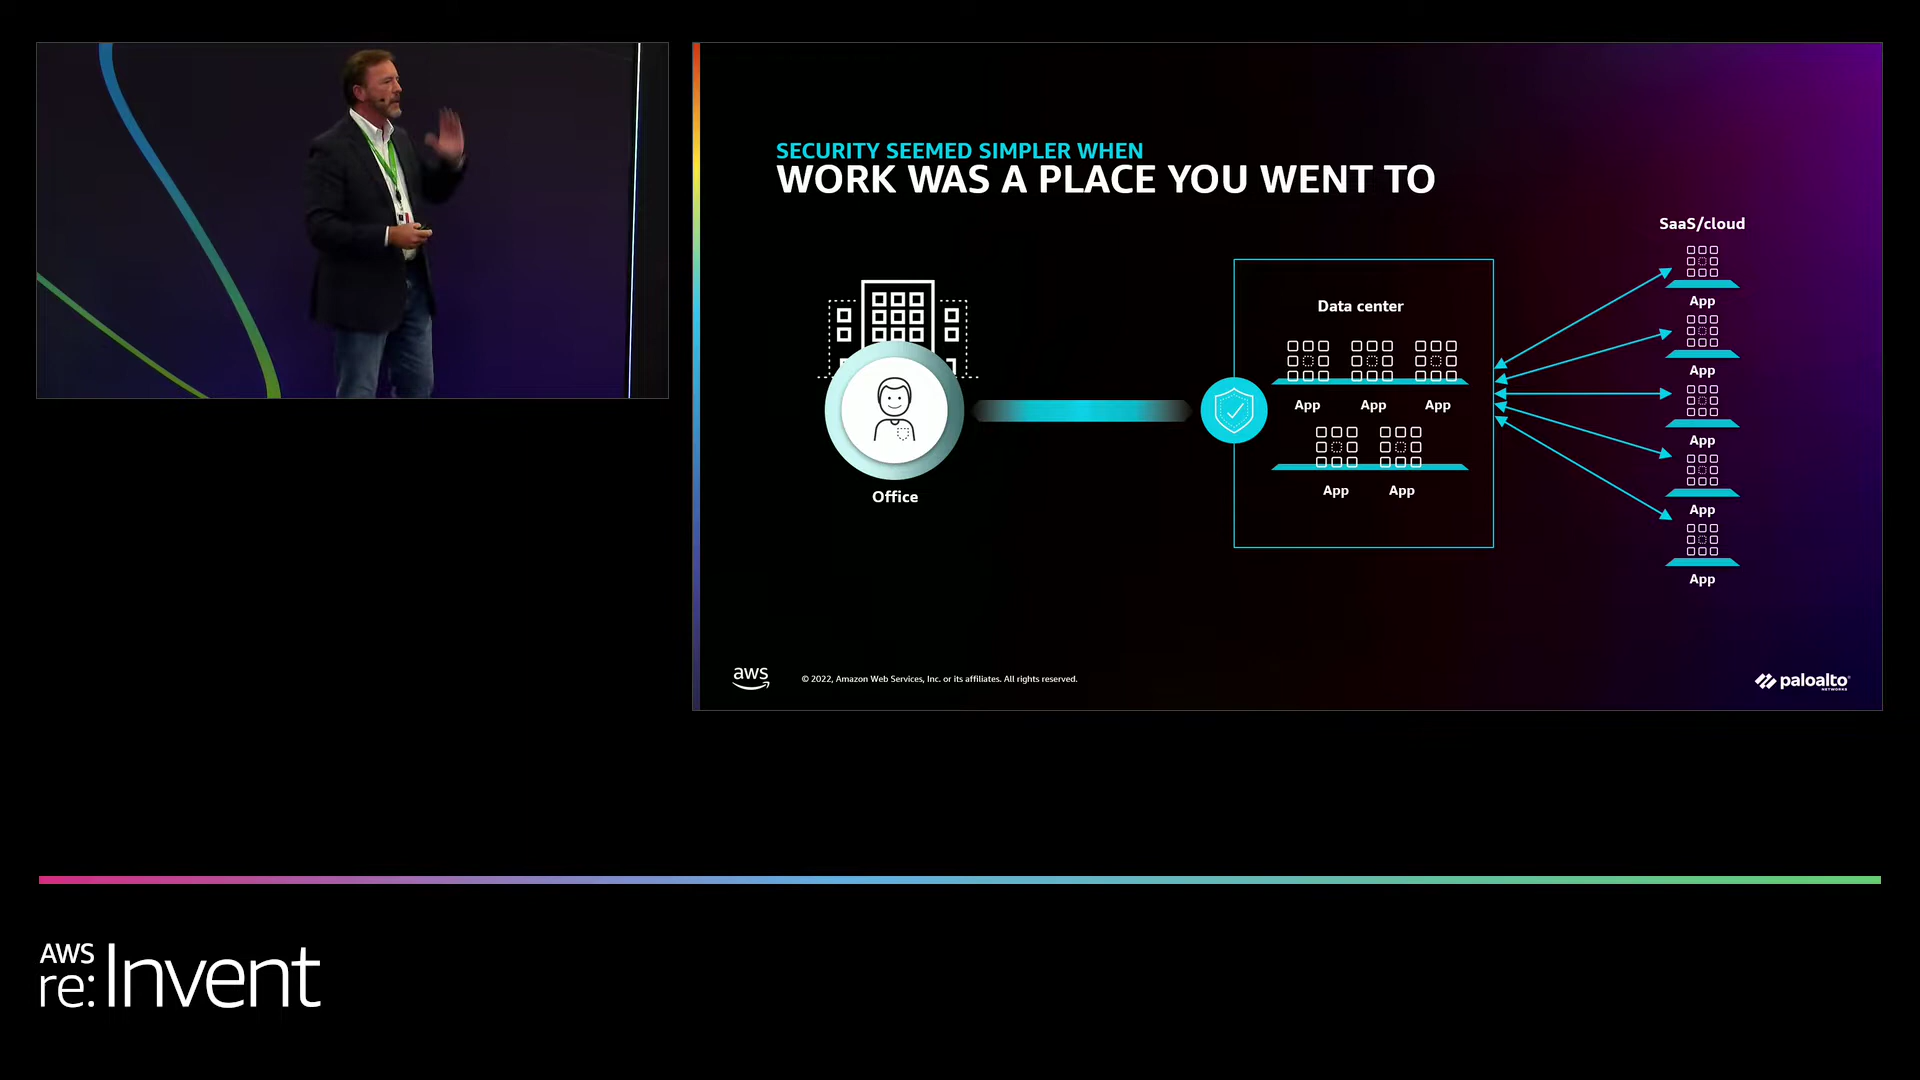 SECURITY SEEMED SIMPLER WHEN
WORK WAS A PLACE YOU WENT TO
SaaS/cloud
Data center
App
App
App
App
App
App
App
App
App
App
Office
aws
© 2022, Amazon Web Services, Inc. or its affiliates. All rights reserved.
paloalto
NETWORKS
AWS
re:Invent